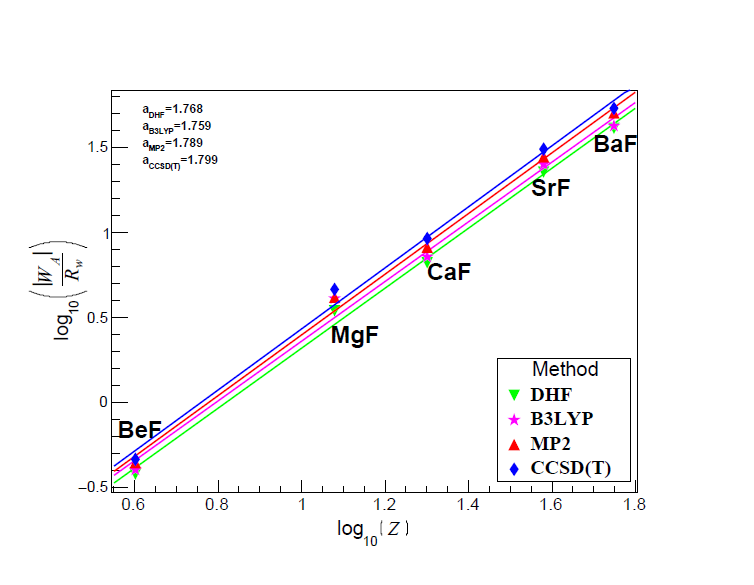 a_DHF=1.768
a_B3LYP=1.759
a_MP2=1.789
a_CCSD(T)=1.799
log10(|W_A|/R_w)
1.5
1
0.5
0
−0.5
BaF
SrF
CaF
MgF
BeF
Method
DHF
B3LYP
MP2
CCSD(T)
0.6 0.8 1 1.2 1.4 1.6 1.8
log10(Z)